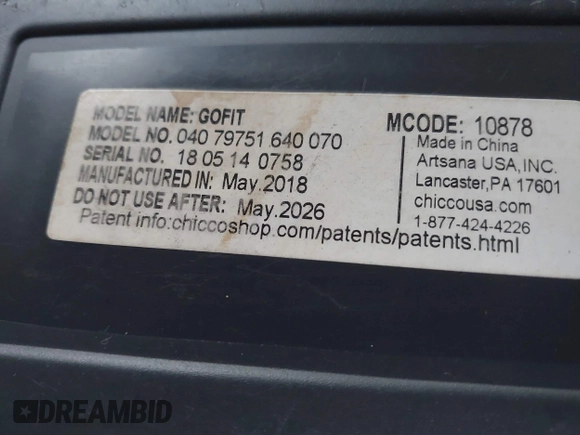 MODEL NAME: GOFIT
MODEL NO. 040 79751 640 070
SERIAL NO. 18 05 14 0758
MANUFACTURED IN: May.2018
DO NOT USE AFTER: May.2026
Patent info:chiccoshop.com/patents/patents.html
MCODE: 10878
Made in China
Artsana USA,INC.
Lancaster,PA 17601
chiccousa.com
1-877-424-4226
DREAMBID